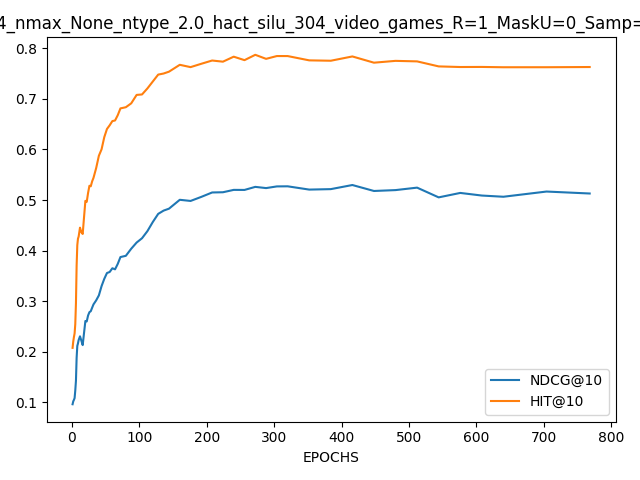 4_nmax_None_ntype_2.0_hact_silu_304_video_games_R=1_MaskU=0_Samp=
0.8
0.7
0.6
0.5
0.4
0.3
0.2
0.1
NDCG@10
HIT@10
0 100 200 300 400 500 600 700 800
EPOCHS